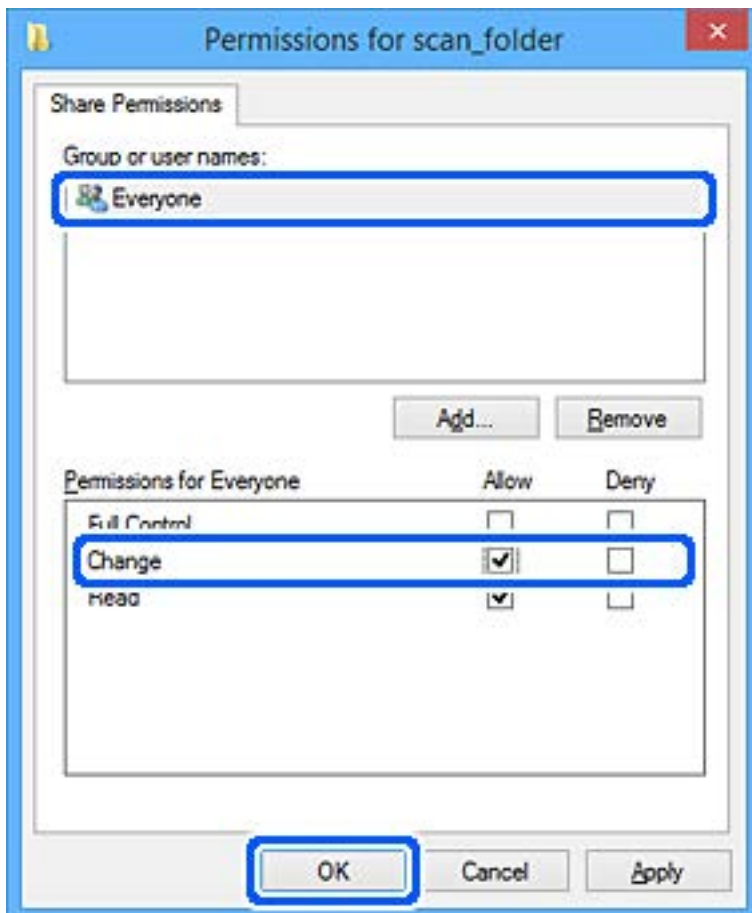 Permissions for scan_folder
Share Permissions
Group or user names:
Everyone
Add... Remove
Permissions for Everyone Allow Deny
Full Control
Change
Read
OK Cancel Apply